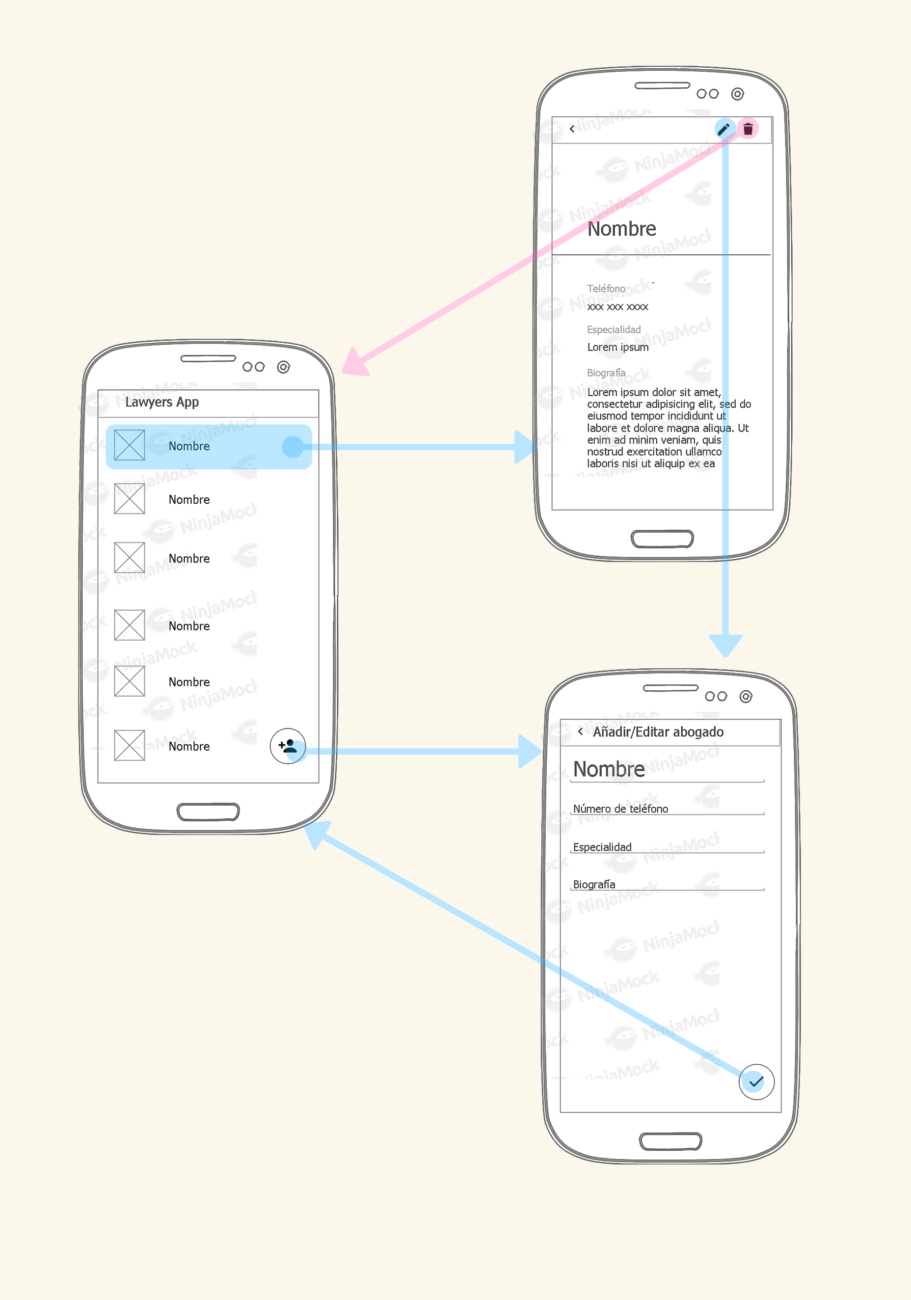 Nombre
Teléfono
xxx xxx xxxx
Especialidad
Lorem ipsum
Biografía
Lorem ipsum dolor sit amet,
consectetur adipisicing elit, sed do
eiusmod tempor incididunt ut
labore et dolore magna aliqua. Ut
enim ad minim veniam, quis
nostrud exercitation ullamco
laboris nisi ut aliquip ex ea
Lawyers App
Nombre
Nombre
Nombre
Nombre
Nombre
Nombre
Añadir/Editar abogado
Nombre
Número de teléfono
Especialidad
Biografía
NinjaMock
NinjaMock
NinjaMock
NinjaMock